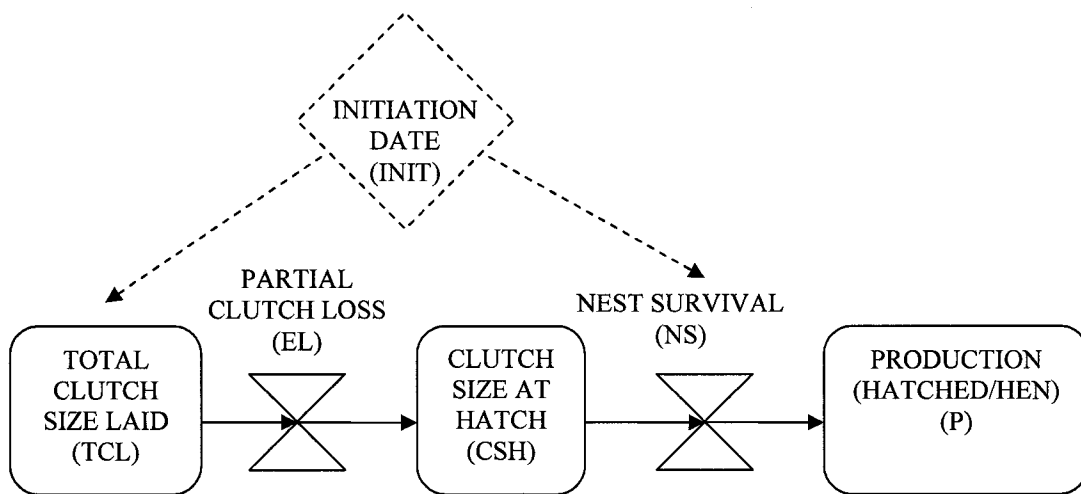 INITIATION
DATE
(INIT)
PARTIAL
CLUTCH LOSS
(EL)
NEST SURVIVAL
(NS)
TOTAL
CLUTCH
SIZE LAID
(TCL)
CLUTCH
SIZE AT
HATCH
(CSH)
PRODUCTION
(HATCHED/HEN)
(P)